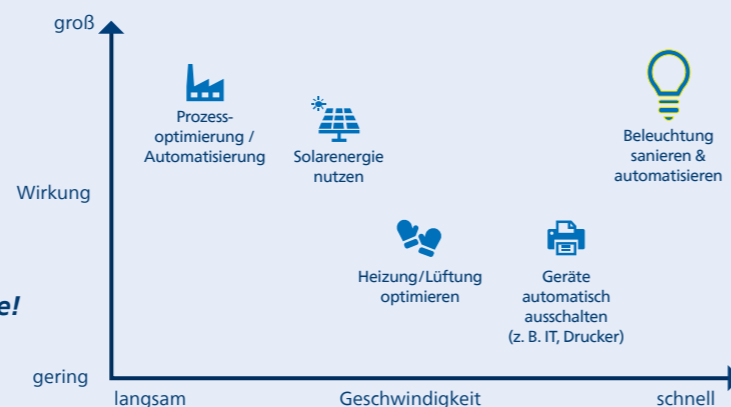 groß
Prozess-
optimierung /
Automatisierung
Solarenergie
nutzen
Beleuchtung
sanieren &
automatisieren
Wirkung
Heizung/Lüftung
optimieren
Geräte
automatisch
ausschalten
(z. B. IT, Drucker)
e!
gering
langsam
Geschwindigkeit
schnell